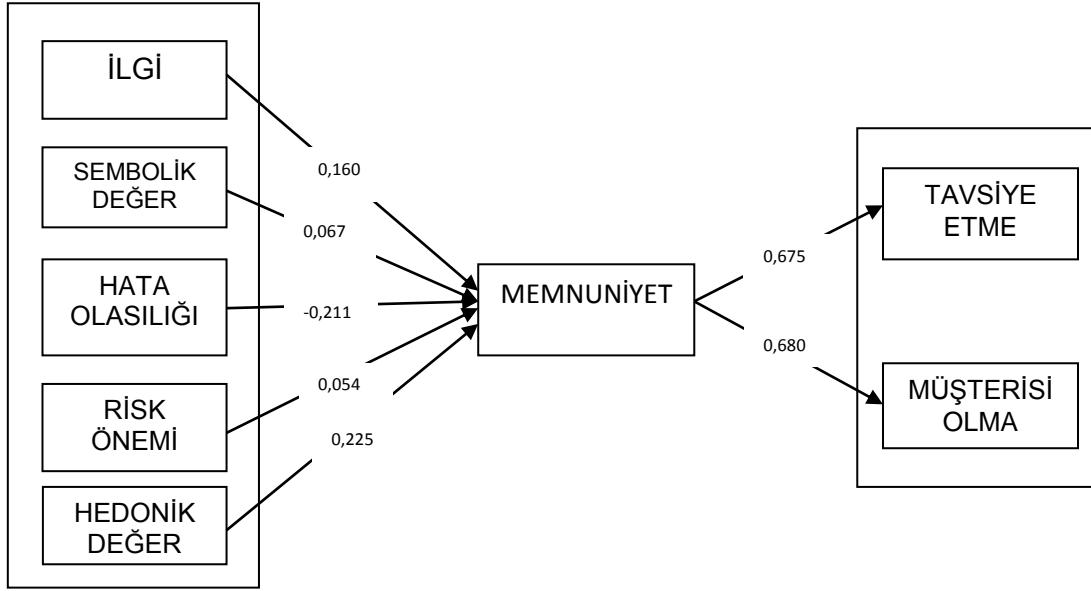 İLGİ
SEMBOLİK
DEĞER
HATA
OLASILIĞI
RİSK
ÖNEMİ
HEDONİK
DEĞER
0,160
0,067
-0,211
0,054
0,225
MEMNUNİYET
0,675
0,680
TAVSİYE
ETME
MÜŞTERİSİ
OLMA